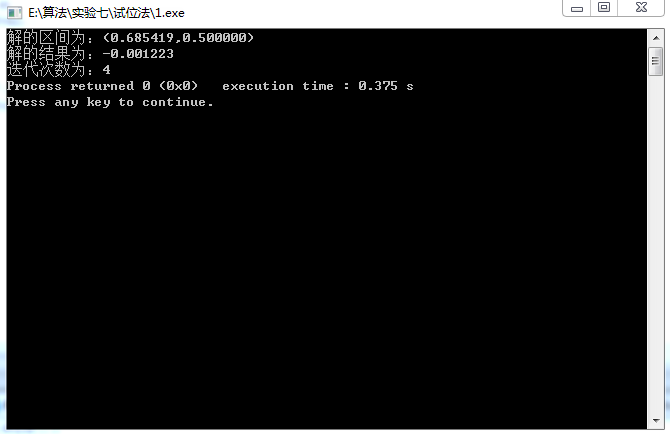 E:\算法\实验七\试位法\1.exe
解的区间为：(0.685419,0.500000)
解的结果为：-0.001223
迭代次数为：4
Process returned 0 (0x0)   execution time : 0.375 s
Press any key to continue.